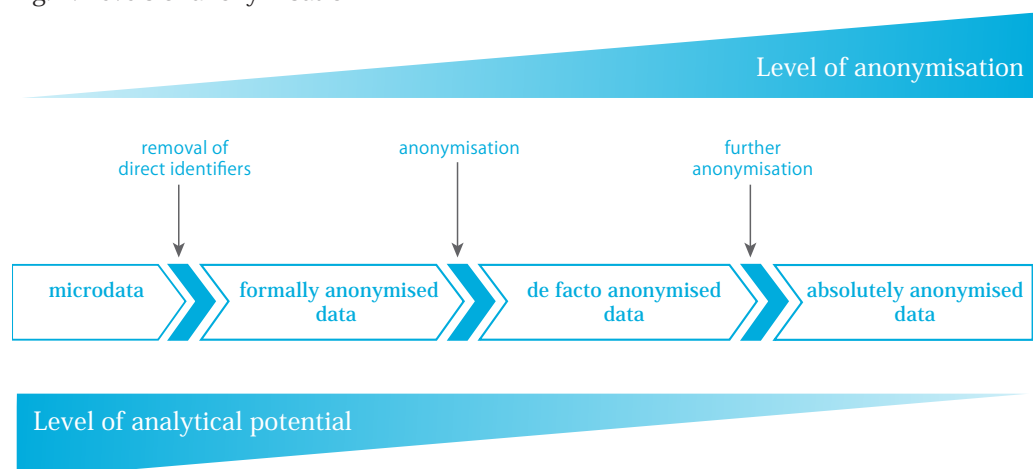 Level of anonymisation
removal of
direct identifiers
anonymisation
further
anonymisation
microdata
formally anonymised
data
de facto anonymised
data
absolutely anonymised
data
Level of analytical potential